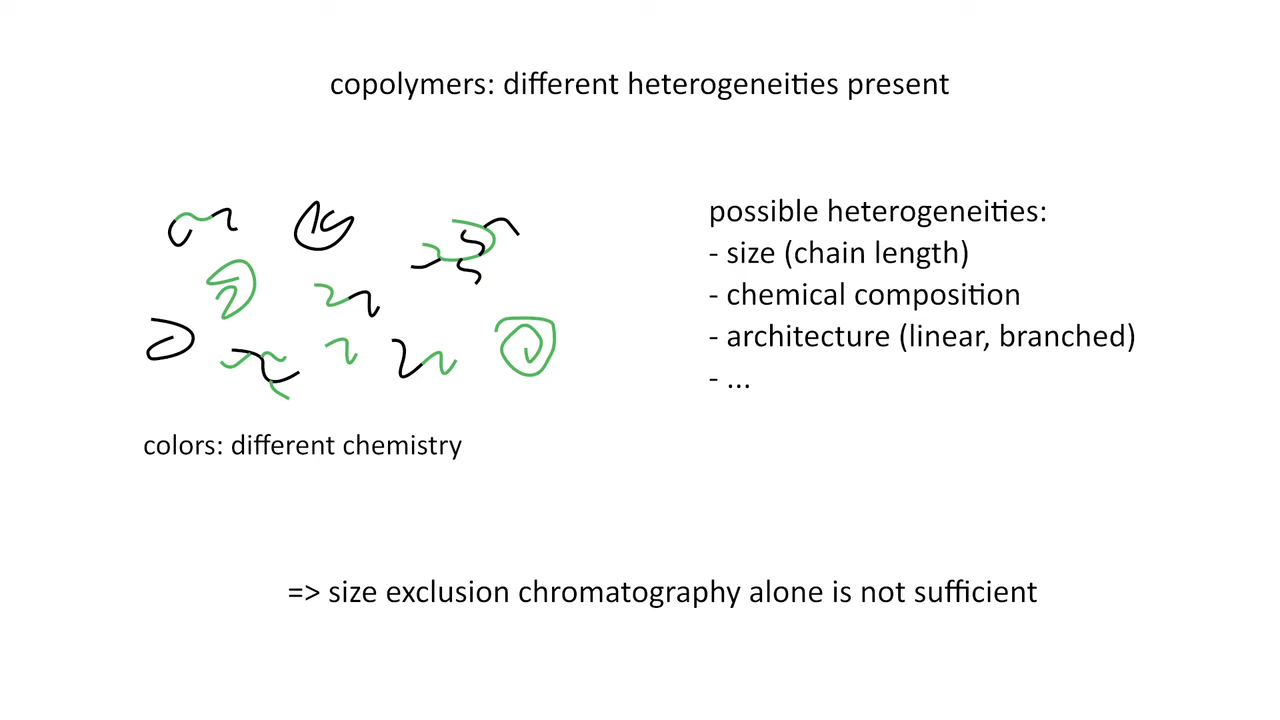 copolymers: different heterogeneities present
possible heterogeneities:
- size (chain length)
- chemical composition
- architecture (linear, branched)
- ...
colors: different chemistry
=> size exclusion chromatography alone is not sufficient